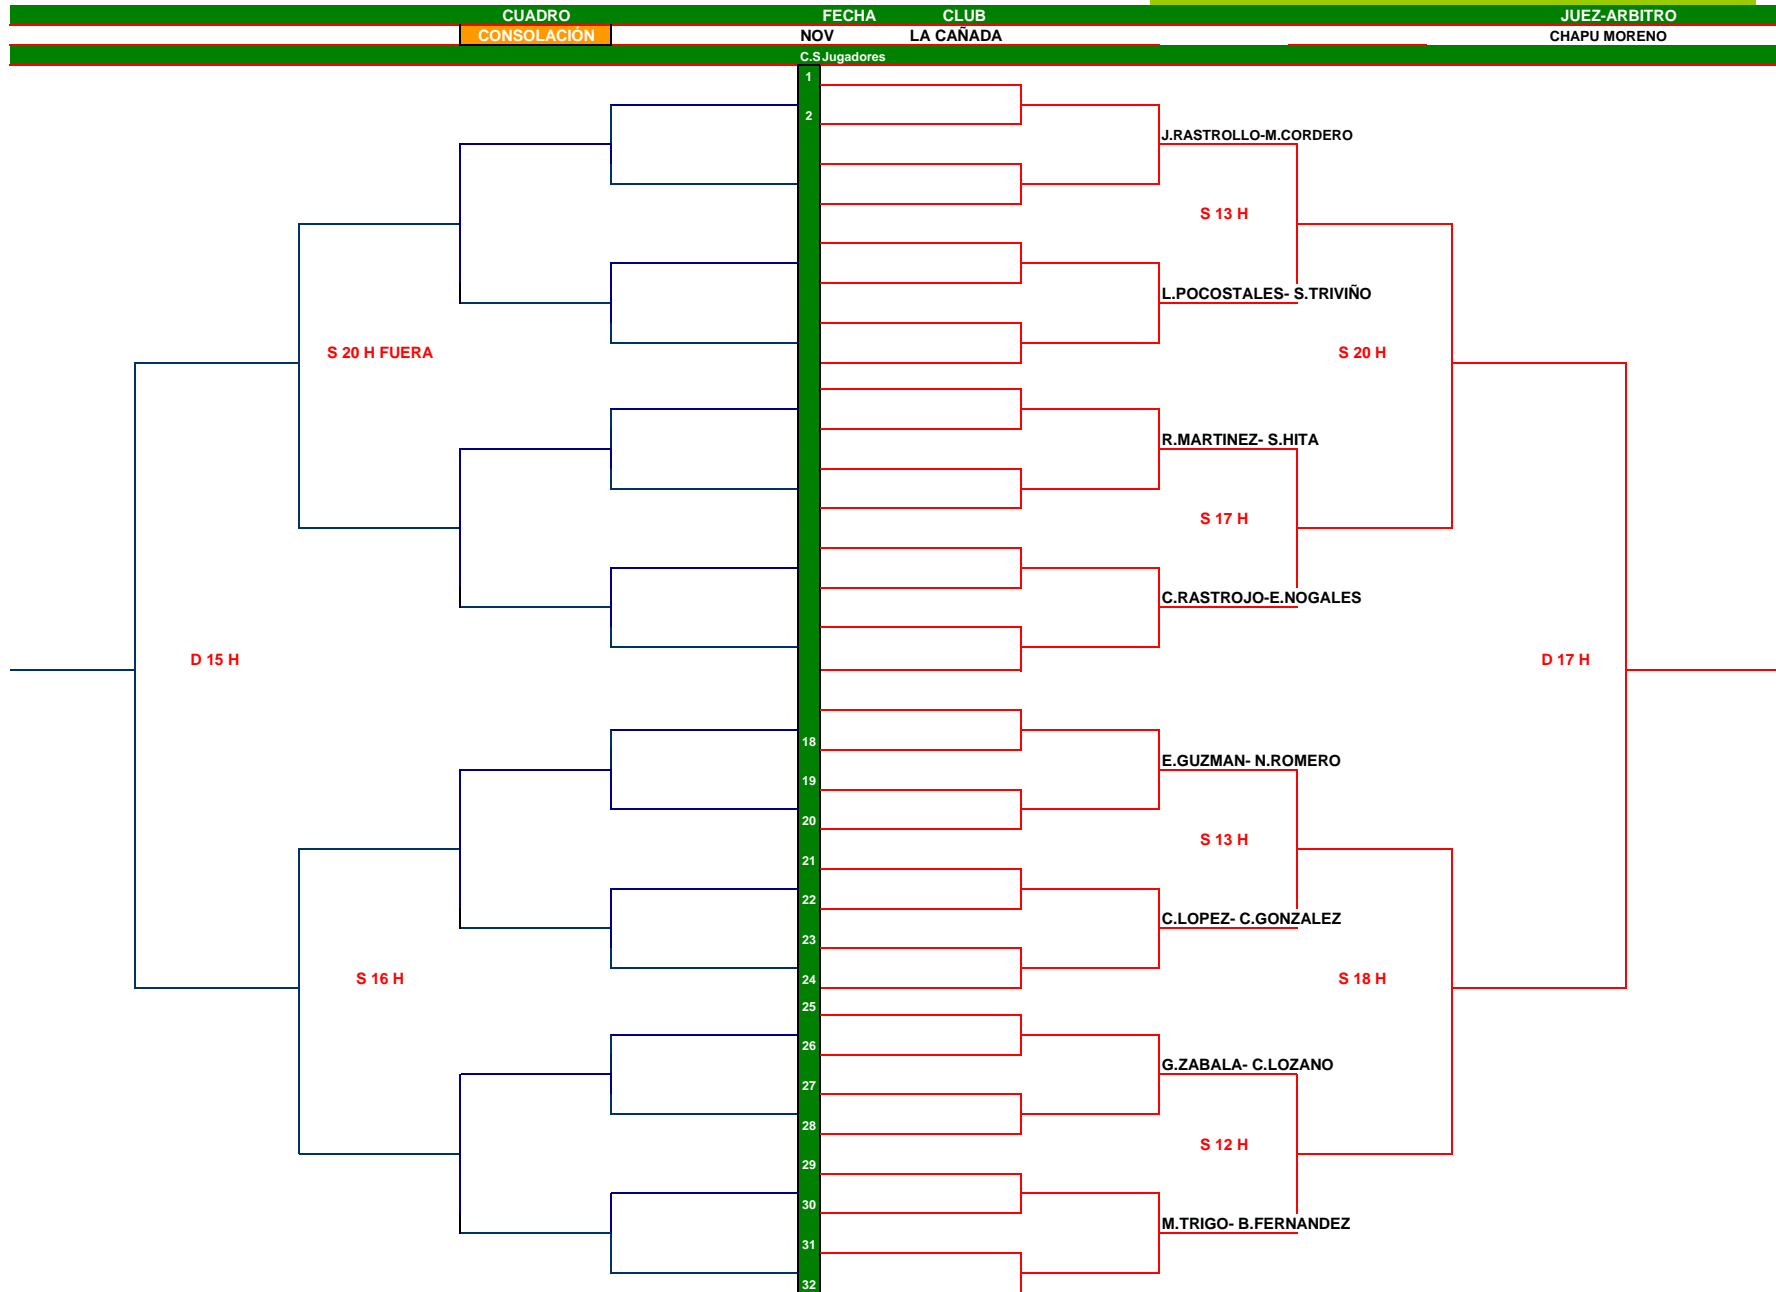 CUADRO FECHA CLUB JUEZ-ARBITRO
CONSOLACIÓN NOV LA CAÑADA CHAPU MORENO
C.S Jugadores
1
2
J.RASTROLLO-M.CORDERO
S 13 H
L.POCOSTALES- S.TRIVIÑO
S 20 H FUERA S 20 H
R.MARTINEZ- S.HITA
S 17 H
C.RASTROJO-E.NOGALES
D 15 H D 17 H
18
E.GUZMAN- N.ROMERO
19
20
S 13 H
21
22
C.LOPEZ- C.GONZALEZ
23
S 16 H 24 S 18 H
25
26
G.ZABALA- C.LOZANO
27
28
S 12 H
29
30
M.TRIGO- B.FERNANDEZ
31
32